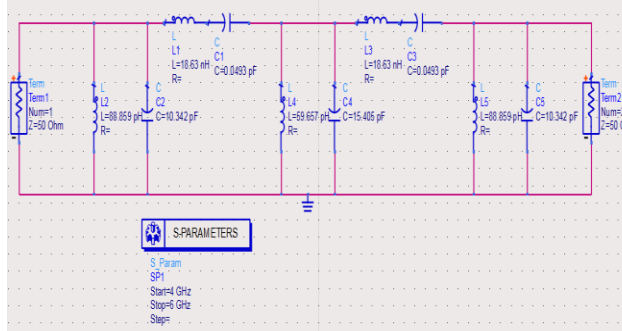 L
L1
L=18.63 nH
R=
C
C1
C=0.0493 pF
L
L3
L=18.63 nH
R=
C
C3
C=0.0493 pF
Term
Term1
Num=1
Z=50 Ohm
L
L2
L=88.859 pH
R=
C
C2
C=10.342 pF
L
L4
L=69.657 pH
R=
C
C4
C=15.405 pF
L
L5
L=88.859 pH
R=
C
C5
C=10.342 pF
Term
Term2
Num=
Z=50
S-PARAMETERS
S_Param
SP1
Start=4 GHz
Stop=6 GHz
Step=